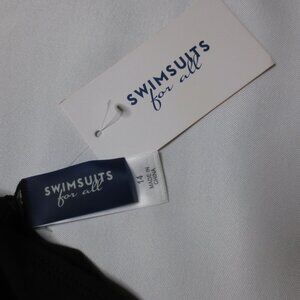 SWIMSUITS
for all
SWIMSUITS
for all
14
MADE IN
CHINA